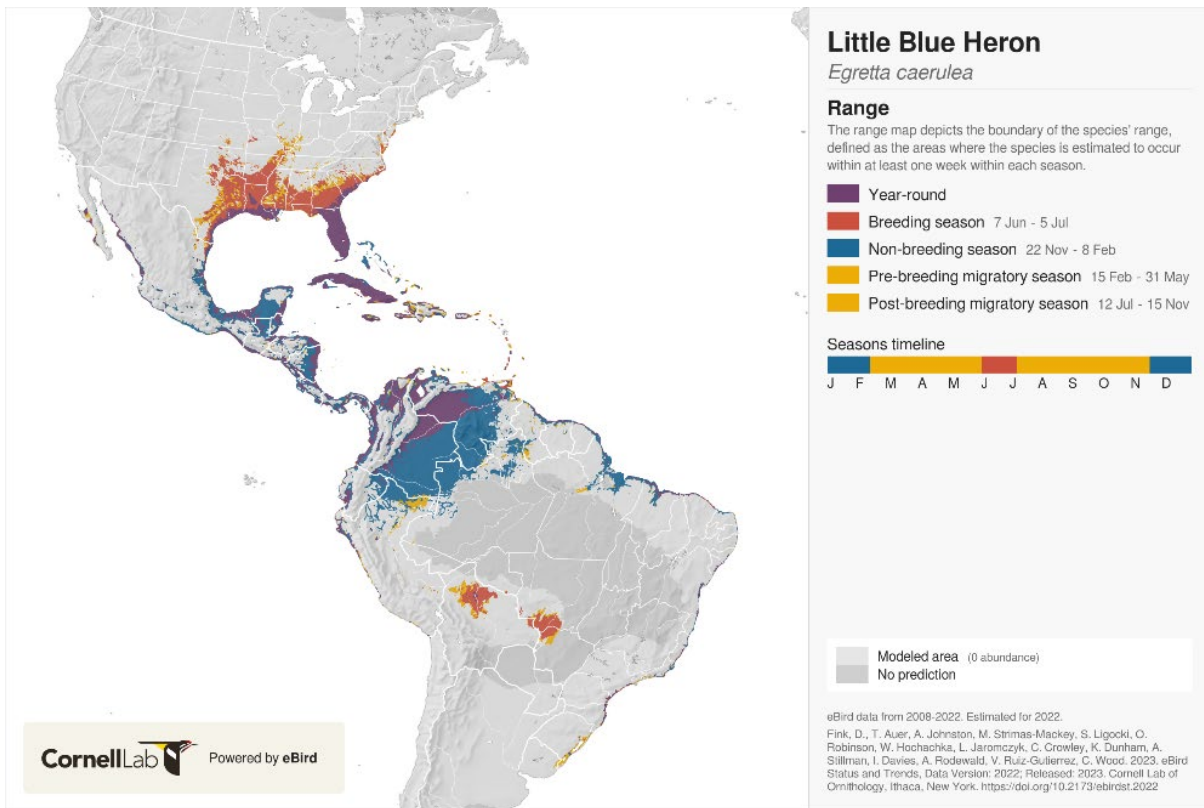 Little Blue Heron
Egretta caerulea
Range
The range map depicts the boundary of the species' range,
defined as the areas where the species is estimated to occur
within at least one week within each season.
Year-round
Breeding season 7 Jun - 5 Jul
Non-breeding season 22 Nov - 8 Feb
Pre-breeding migratory season 15 Feb - 31 May
Post-breeding migratory season 12 Jul - 15 Nov
Seasons timeline
J F M A M J J A S O N D
Modeled area (0 abundance)
No prediction
eBird data from 2008-2022. Estimated for 2022.
Fink, D., T. Auer, A. Johnston, M. Strimas-Mackey, S. Ligocki, O.
Robinson, W. Hochachka, L. Jaromczyk, C. Crowley, K. Dunham, A.
Stillman, I. Davies, A. Rodewald, V. Ruiz-Gutierrez, C. Wood. 2023. eBird
Status and Trends, Data Version: 2022; Released: 2023. Cornell Lab of
Ornithology, Ithaca, New York. https://doi.org/10.2173/ebirdst.2022
CornellLab Powered by eBird